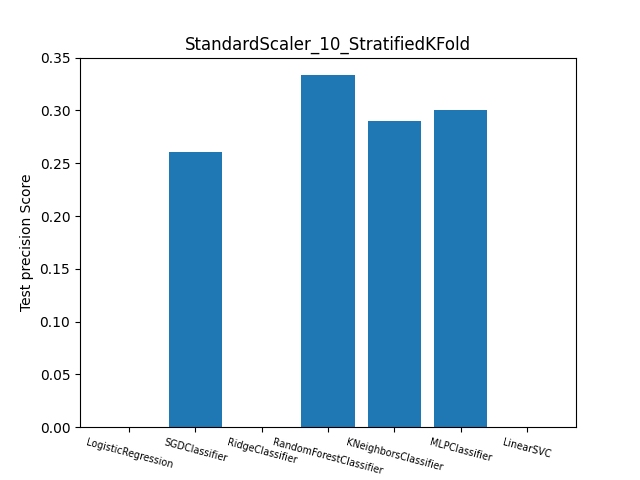 StandardScaler_10_StratifiedKFold
Test precision Score
0.35
0.30
0.25
0.20
0.15
0.10
0.05
0.00
LogisticRegression
SGDClassifier
RidgeClassifier
RandomForestClassifier
KNeighborsClassifier
MLPClassifier
LinearSVC